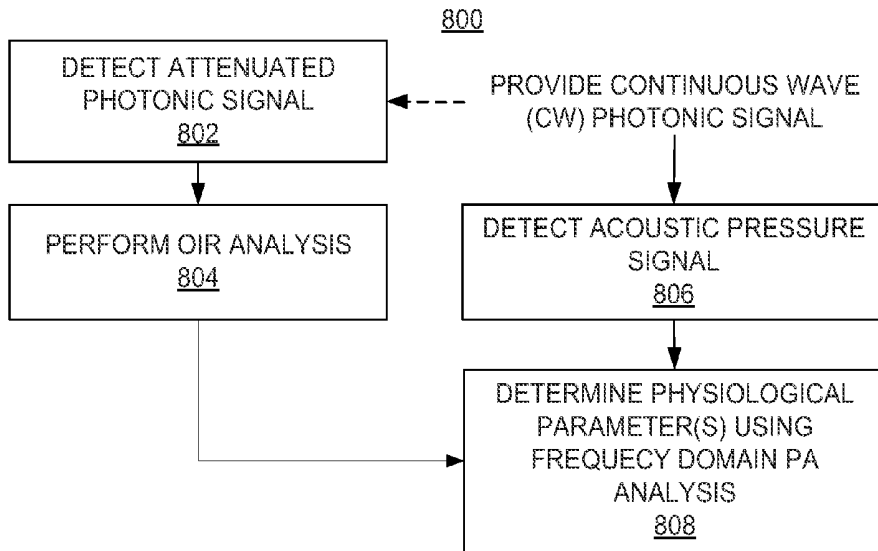 800
DETECT ATTENUATED
PHOTONIC SIGNAL
802
PROVIDE CONTINUOUS WAVE
(CW) PHOTONIC SIGNAL
PERFORM OIR ANALYSIS
804
DETECT ACOUSTIC PRESSURE
SIGNAL
806
DETERMINE PHYSIOLOGICAL
PARAMETER(S) USING
FREQUECY DOMAIN PA
ANALYSIS
808